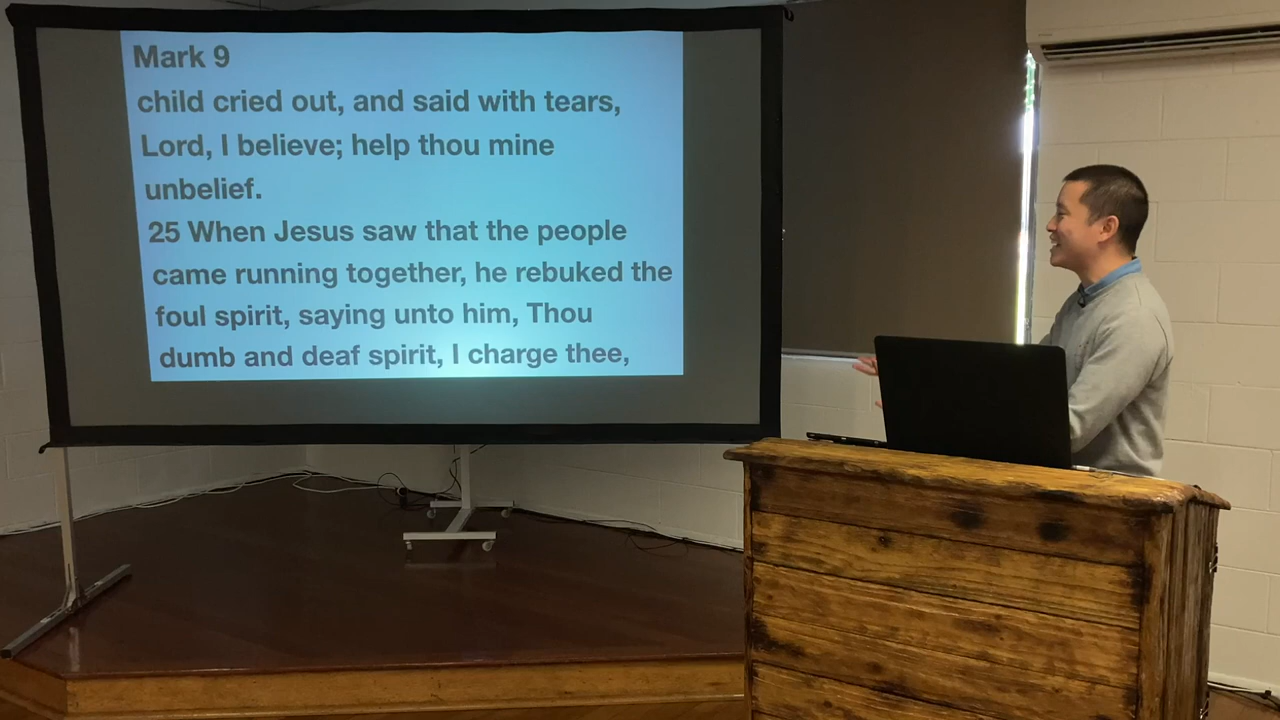 Mark 9
child cried out, and said with tears,
Lord, I believe; help thou mine
unbelief.
25 When Jesus saw that the people
came running together, he rebuked the
foul spirit, saying unto him, Thou
dumb and deaf spirit, I charge thee,